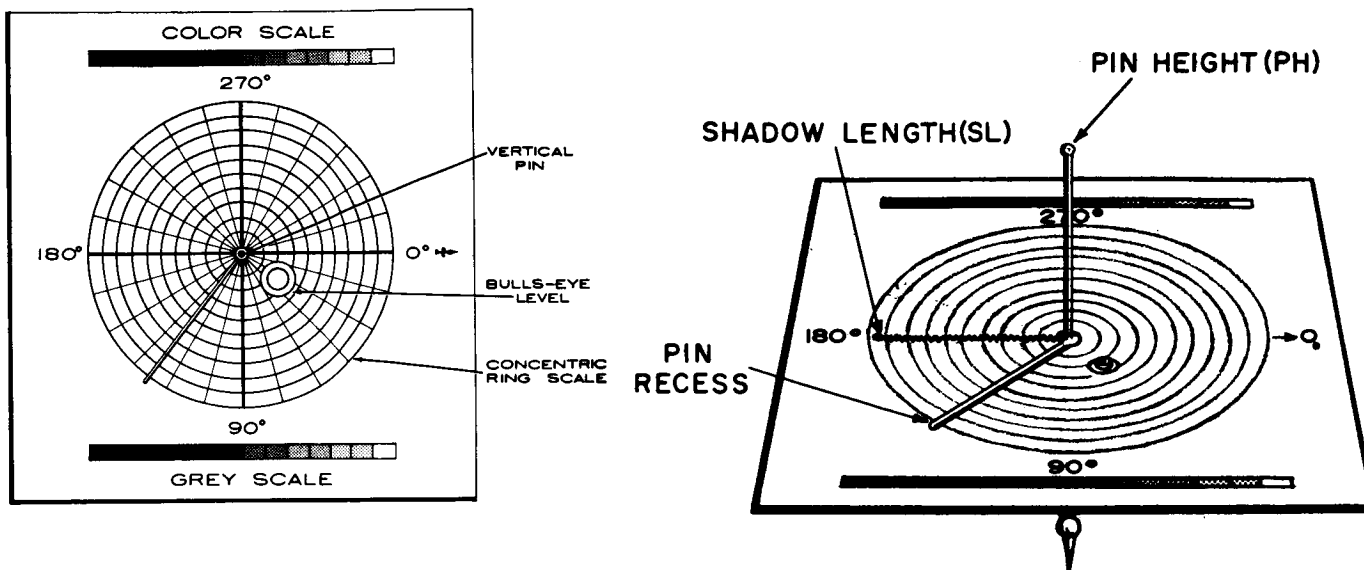 COLOR SCALE
270°
VERTICAL
PIN
180°
0°
BULLS-EYE
LEVEL
CONCENTRIC
RING SCALE
90°
GREY SCALE
PIN HEIGHT (PH)
SHADOW LENGTH(SL)
270°
180°
0°
PIN
RECESS
90°